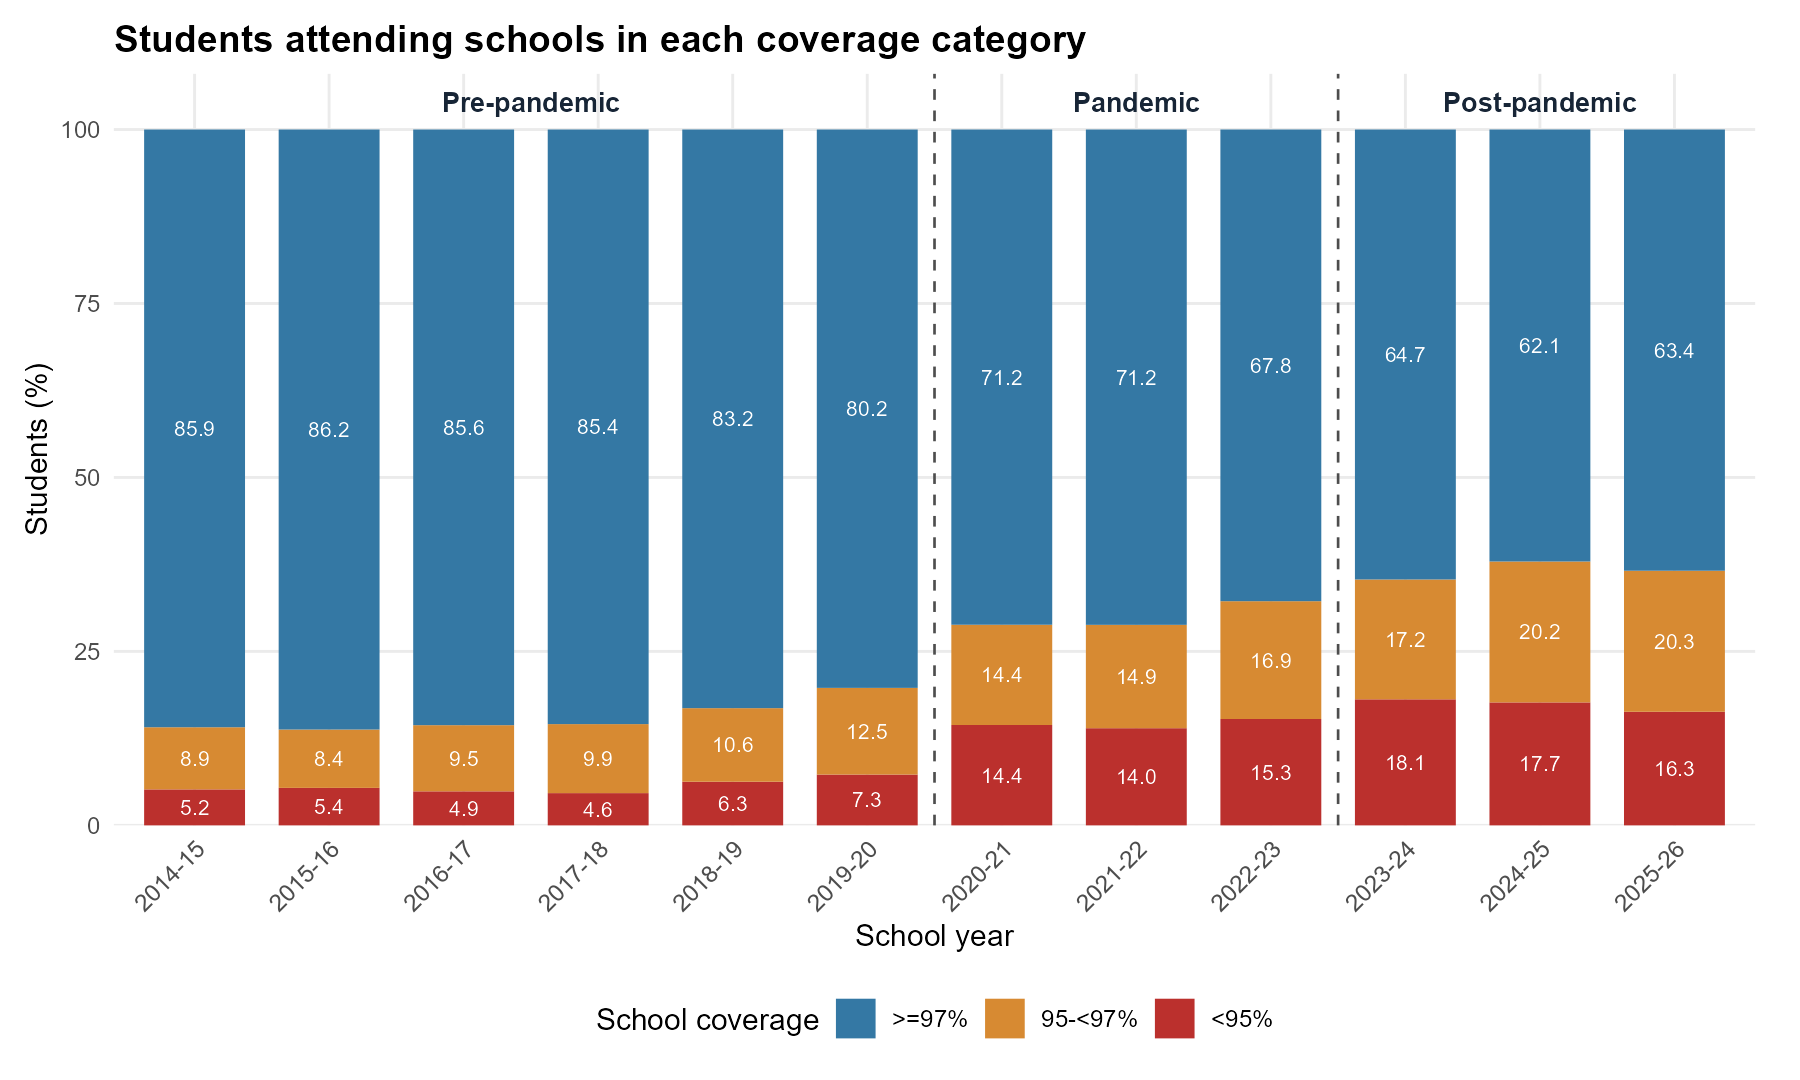 Students attending schools in each coverage category
Pre-pandemic Pandemic Post-pandemic
100
75
50
25
0
Students (%)
85.9 86.2 85.6 85.4 83.2 80.2 71.2 71.2 67.8 64.7 62.1 63.4
8.9 8.4 9.5 9.9 10.6 12.5 14.4 14.9 16.9 17.2 20.2 20.3
5.2 5.4 4.9 4.6 6.3 7.3 14.4 14.0 15.3 18.1 17.7 16.3
2014-15 2015-16 2016-17 2017-18 2018-19 2019-20 2020-21 2021-22 2022-23 2023-24 2024-25 2025-26
School year
School coverage >=97% 95-<97% <95%